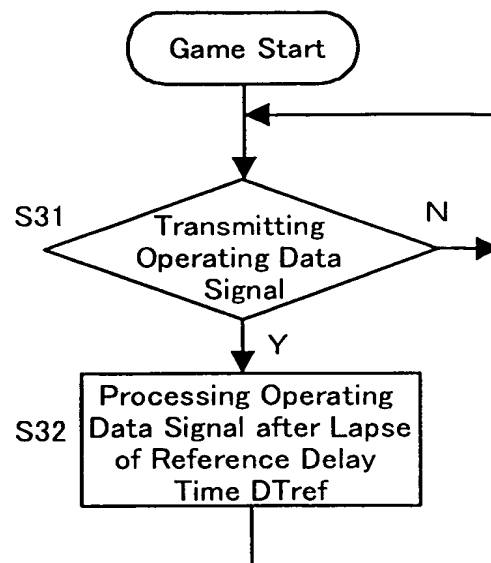 Game Start
S31
Transmitting
Operating Data
Signal
N
Y
S32
Processing Operating
Data Signal after Lapse
of Reference Delay
Time DTref